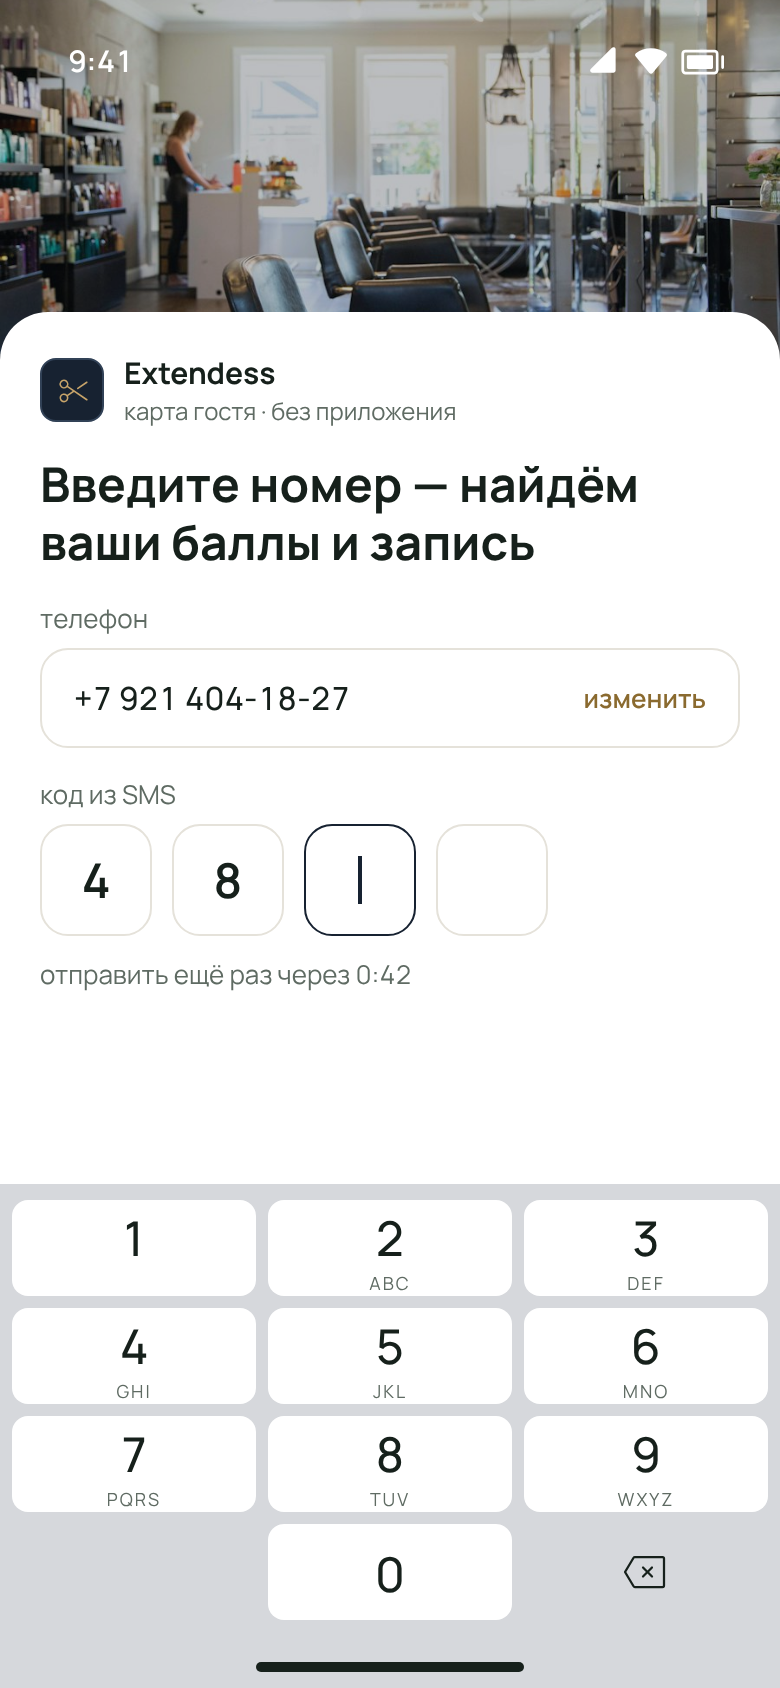 9:41
Extendess
карта гостя · без приложения
Введите номер — найдём
ваши баллы и запись
телефон
+7 921 404-18-27
изменить
код из SMS
4 8
отправить ещё раз через 0:42
1 2 3
ABC DEF
4 5 6
GHI JKL MNO
7 8 9
PQRS TUV WXYZ
0